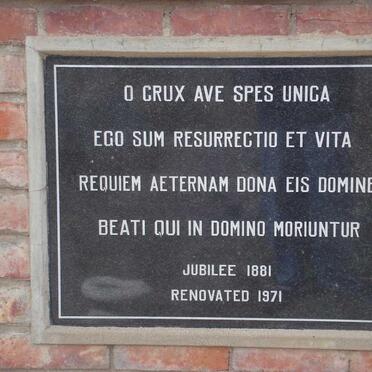 O CRUX AVE SPES UNICA
EGO SUM RESURRECTIO ET VITA
REQUIEM AETERNAM DONA EIS DOMINE
BEATI QUI IN DOMINO MORIUNTUR
JUBILEE 1881
RENOVATED 1971